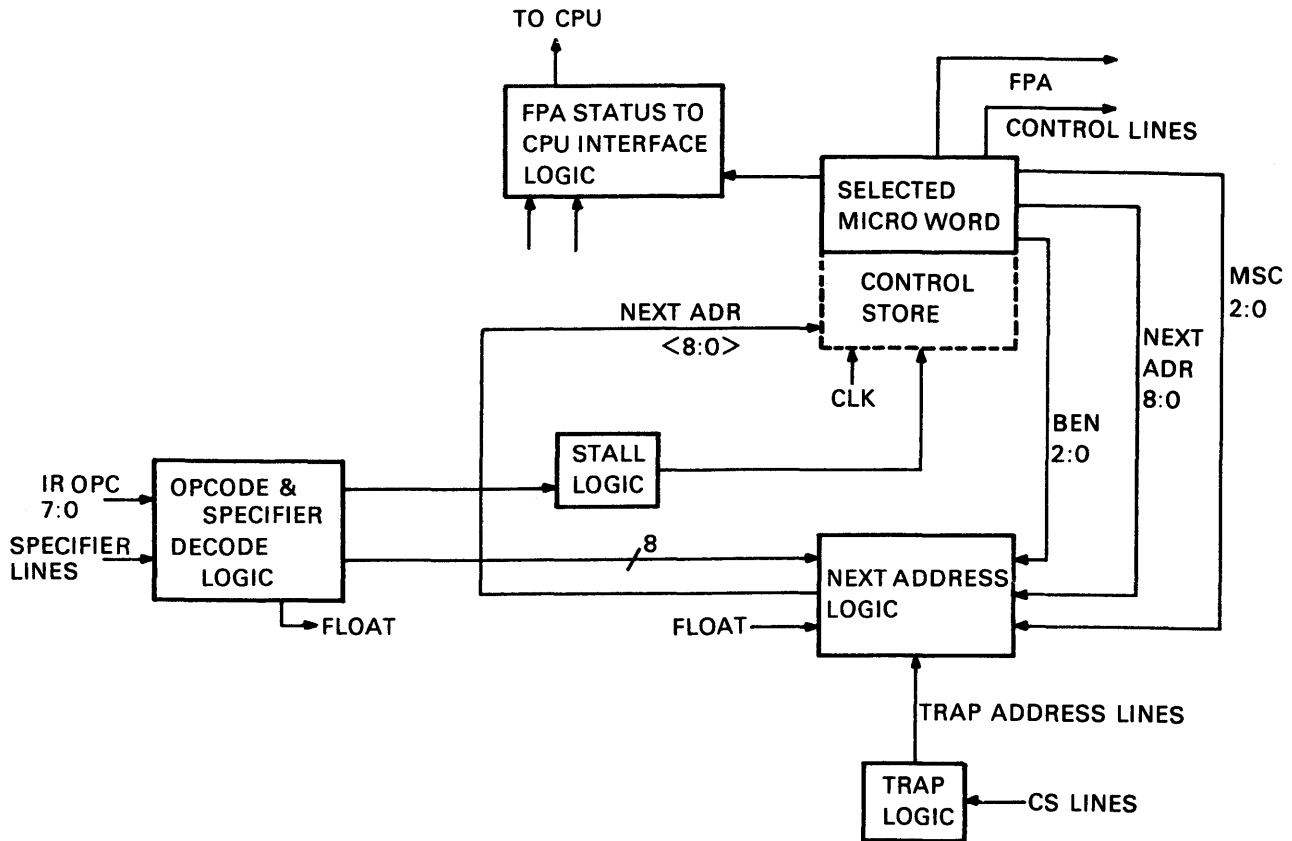 TO CPU
FPA STATUS TO
CPU INTERFACE
LOGIC
FPA
CONTROL LINES
SELECTED
MICRO WORD
CONTROL
STORE
MSC
2:0
NEXT ADR
<8:0>
NEXT
ADR
8:0
CLK
BEN
2:0
STALL
LOGIC
IR OPC
7:0
SPECIFIER
LINES
OPCODE &
SPECIFIER
DECODE
LOGIC
8
NEXT ADDRESS
LOGIC
FLOAT
FLOAT
TRAP ADDRESS LINES
TRAP
LOGIC
CS LINES